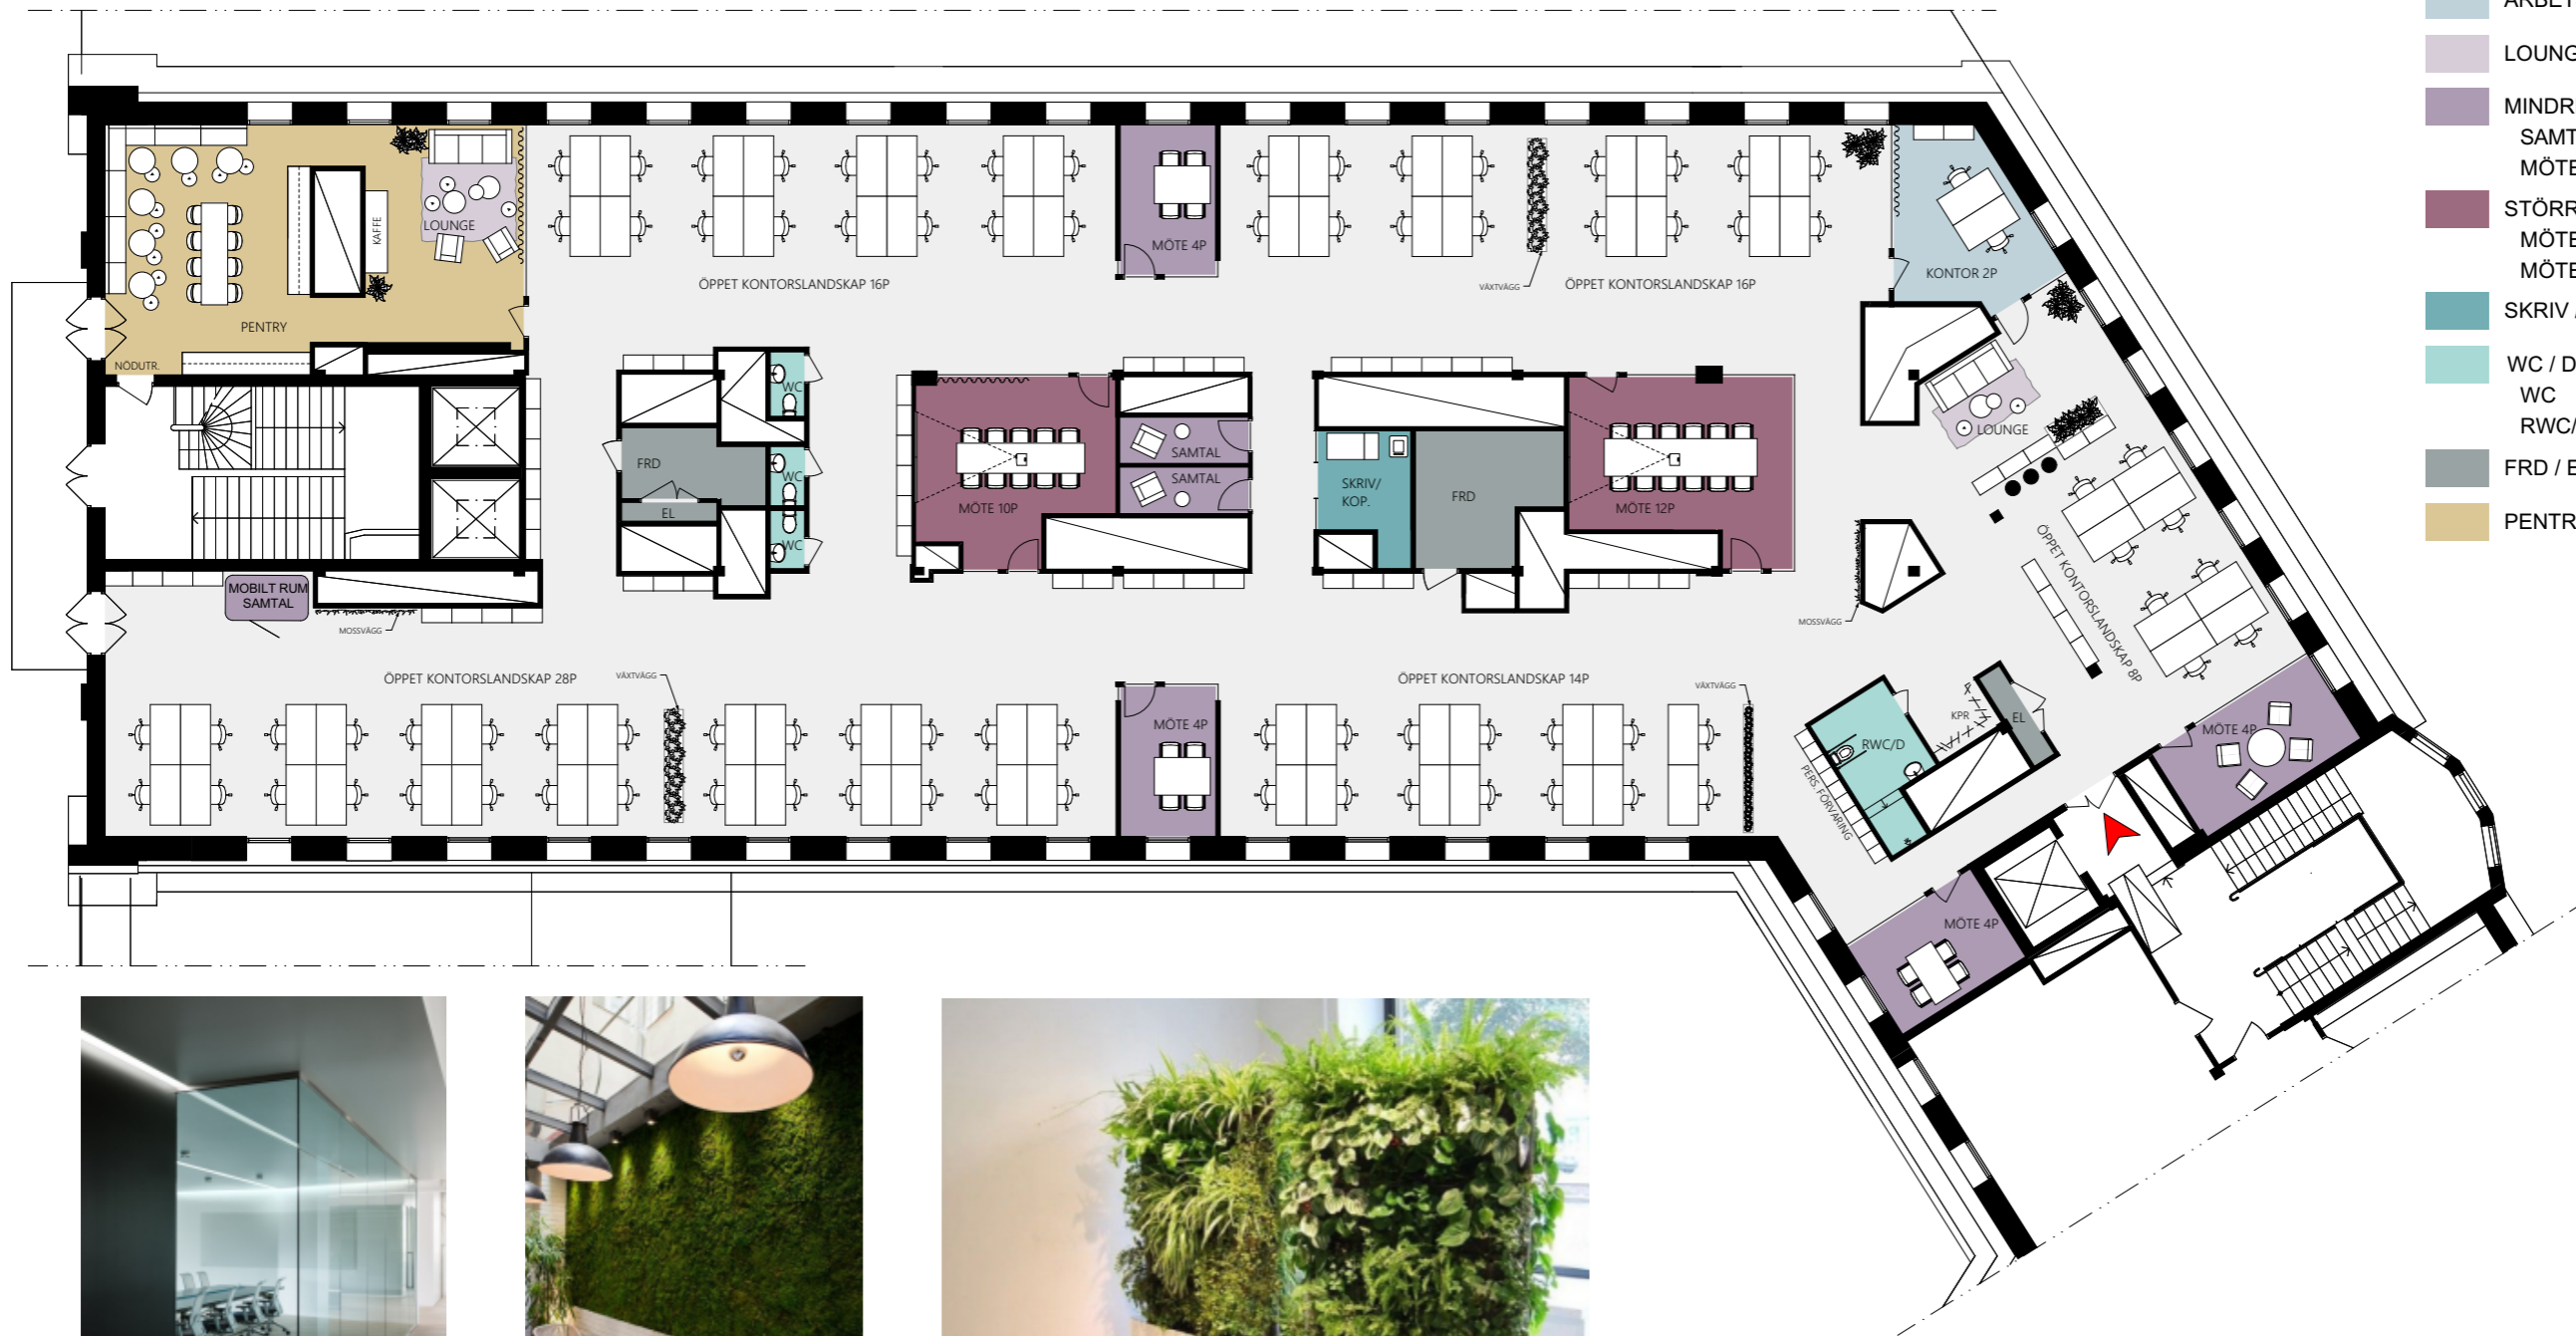 LOUNGE
KAFFE
PENTRY
NÖDUTR.
ÖPPET KONTORSLANDSKAP 16P
MÖTE 4P
VÄXTVÄGG
ÖPPET KONTORSLANDSKAP 16P
KONTOR 2P
LOUNGE
WC
FRD
WC
EL
WC
MÖTE 10P
SAMTAL
SAMTAL
SKRIV/
KOP.
FRD
MÖTE 12P
ÖPPET KONTORSLANDSKAP 8P
MOBILT RUM
SAMTAL
MOSSVÄGG
MOSSVÄGG
ÖPPET KONTORSLANDSKAP 28P
VÄXTVÄGG
MÖTE 4P
ÖPPET KONTORSLANDSKAP 14P
VÄXTVÄGG
RWC/D
KPR
EL
PERS. FÖRVARING
MÖTE 4P
MÖTE 4P
LOUNG
MINDR
SAMT
MÖTE
STÖRR
MÖTE
MÖTE
SKRIV /
WC / D
WC
RWC/
FRD / E
PENTR